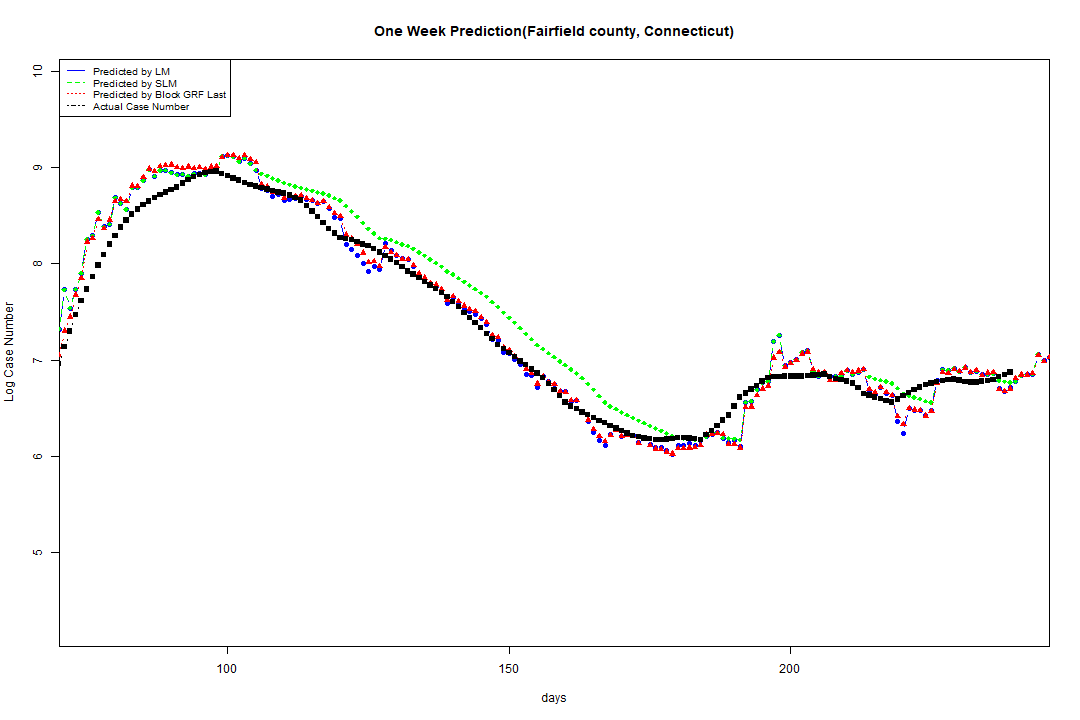 One Week Prediction(Fairfield county, Connecticut)
Predicted by LM
Predicted by SLM
Predicted by Block GRF Last
Actual Case Number
10
9
8
7
6
5
Log Case Number
100 150 200
days